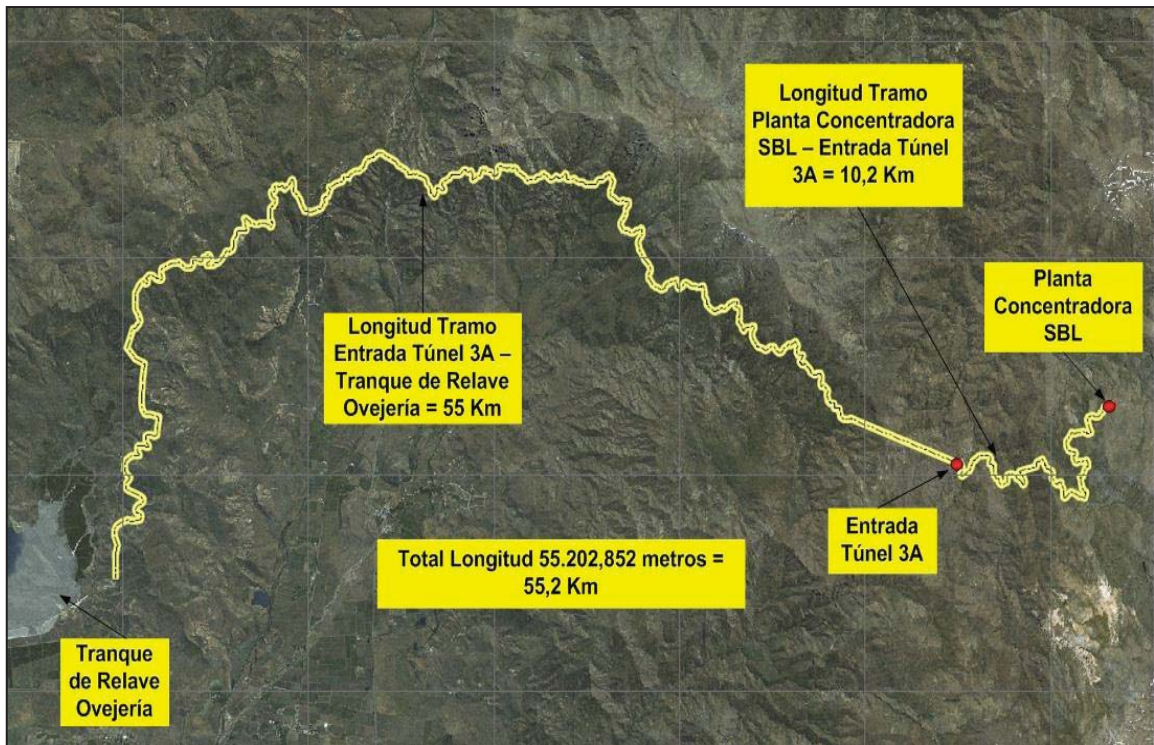 Longitud Tramo
Planta Concentradora
SBL – Entrada Túnel
3A = 10,2 Km
Planta
Concentradora
SBL
Longitud Tramo
Entrada Túnel 3A –
Tranque de Relave
Ovejería = 55 Km
Entrada
Túnel 3A
Total Longitud 55.202,852 metros =
55,2 Km
Tranque
de Relave
Ovejería